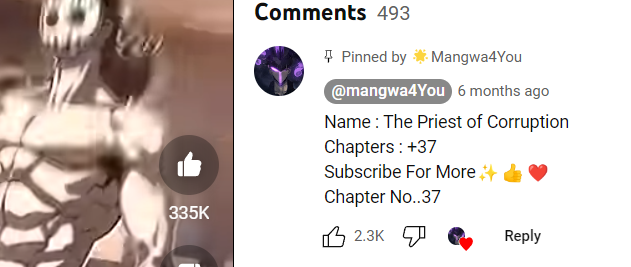 Comments 493
Pinned by 🌟Mangwa4You
@mangwa4You 6 months ago
Name : The Priest of Corruption
Chapters : +37
Subscribe For More✨👍❤️
Chapter No..37
2.3K Reply
335K